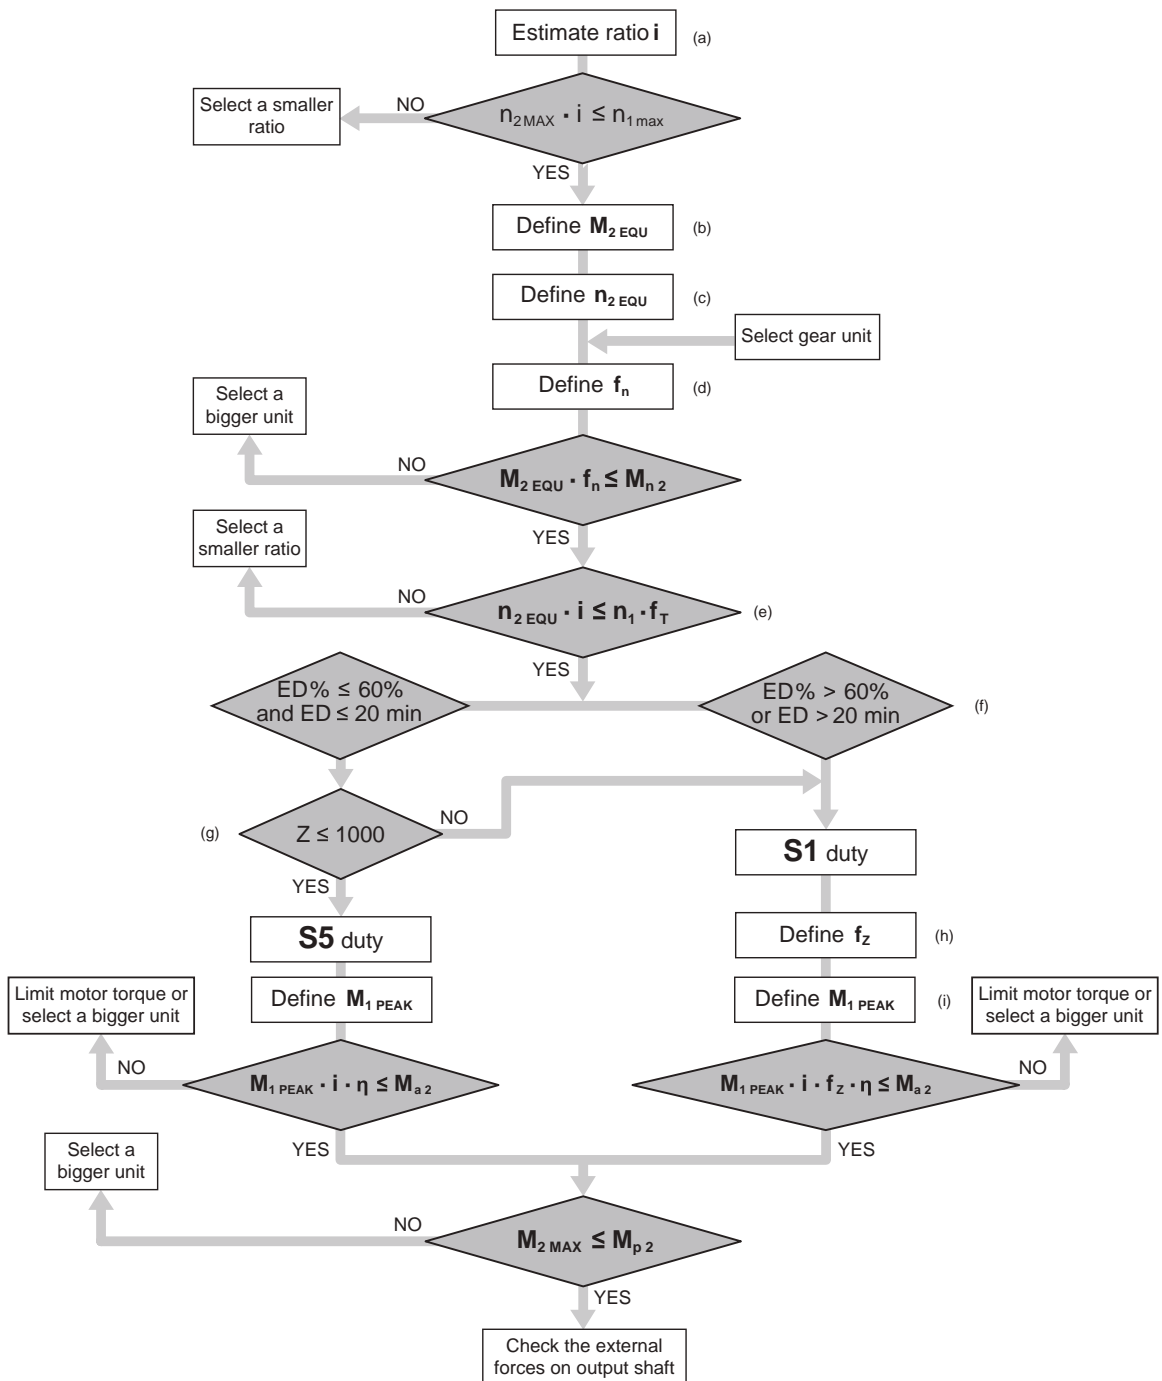 Estimate ratio i
(a)
n2 MAX · i ≤ n1 max
NO
Select a smaller
ratio
YES
Define M2 EQU
(b)
Define n2 EQU
(c)
Select gear unit
Define fn
(d)
Select a
bigger unit
NO
M2 EQU · fn ≤ Mn 2
YES
Select a
smaller ratio
NO
n2 EQU · i ≤ n1 · fT
(e)
YES
ED% ≤ 60%
and ED ≤ 20 min
ED% > 60%
or ED > 20 min
(f)
(g)
Z ≤ 1000
NO
YES
S1 duty
S5 duty
Define fZ
(h)
Limit motor torque or
select a bigger unit
Define M1 PEAK
Define M1 PEAK
(i)
Limit motor torque or
select a bigger unit
NO
M1 PEAK · i · η ≤ Ma 2
M1 PEAK · i · fZ · η ≤ Ma 2
NO
YES
YES
Select a
bigger unit
NO
M2 MAX ≤ Mp 2
YES
Check the external
forces on output shaft